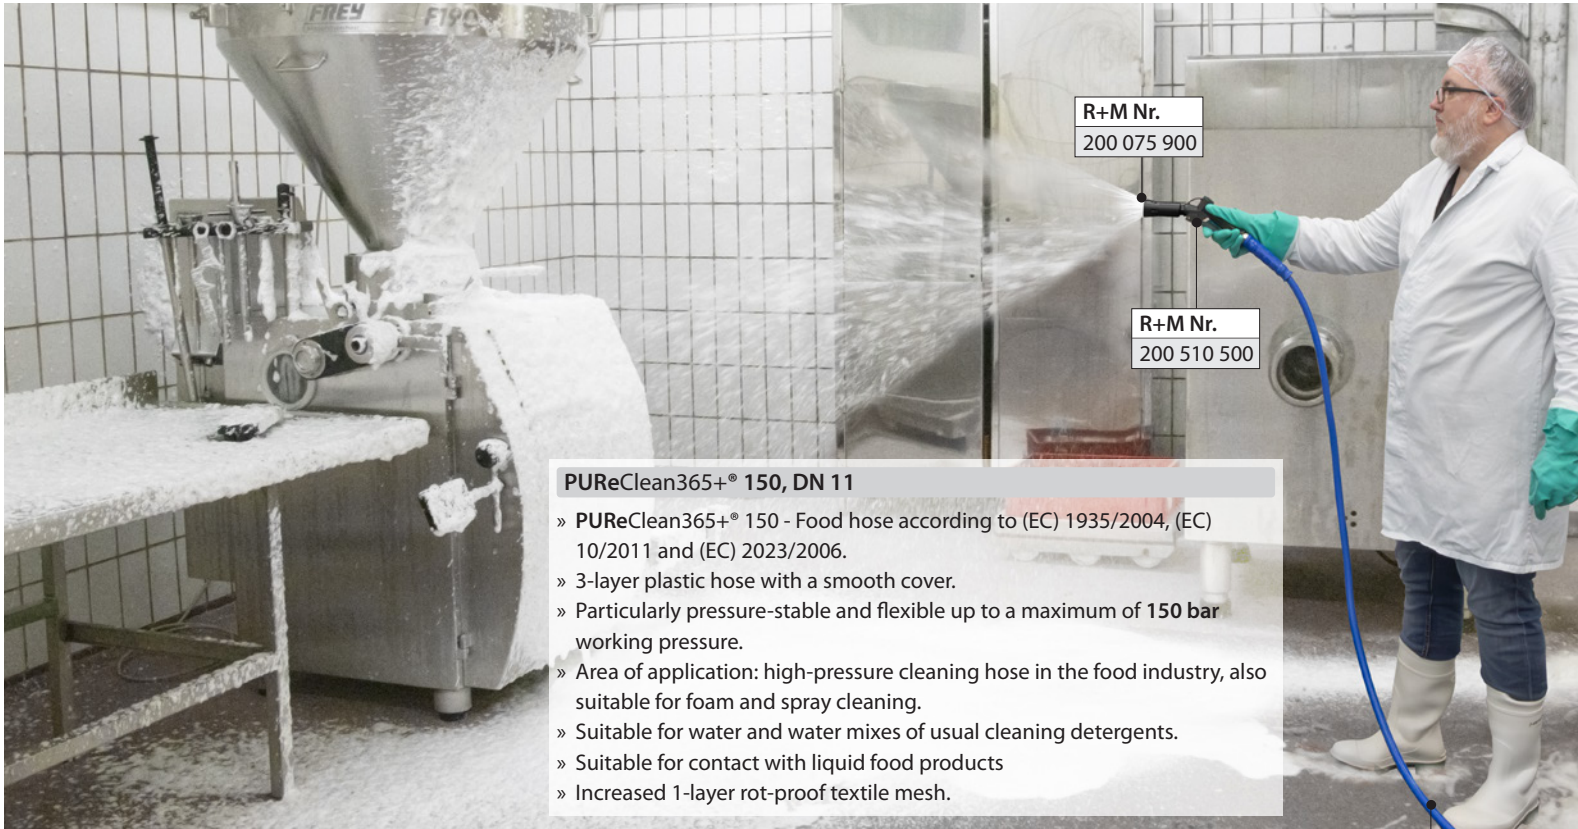 FREY F190
R+M Nr.
200 075 900
R+M Nr.
200 510 500
PUReClean365+® 150, DN 11
» PUReClean365+® 150 - Food hose according to (EC) 1935/2004, (EC)
10/2011 and (EC) 2023/2006.
» 3-layer plastic hose with a smooth cover.
» Particularly pressure-stable and flexible up to a maximum of 150 bar
working pressure.
» Area of application: high-pressure cleaning hose in the food industry, also
suitable for foam and spray cleaning.
» Suitable for water and water mixes of usual cleaning detergents.
» Suitable for contact with liquid food products
» Increased 1-layer rot-proof textile mesh.